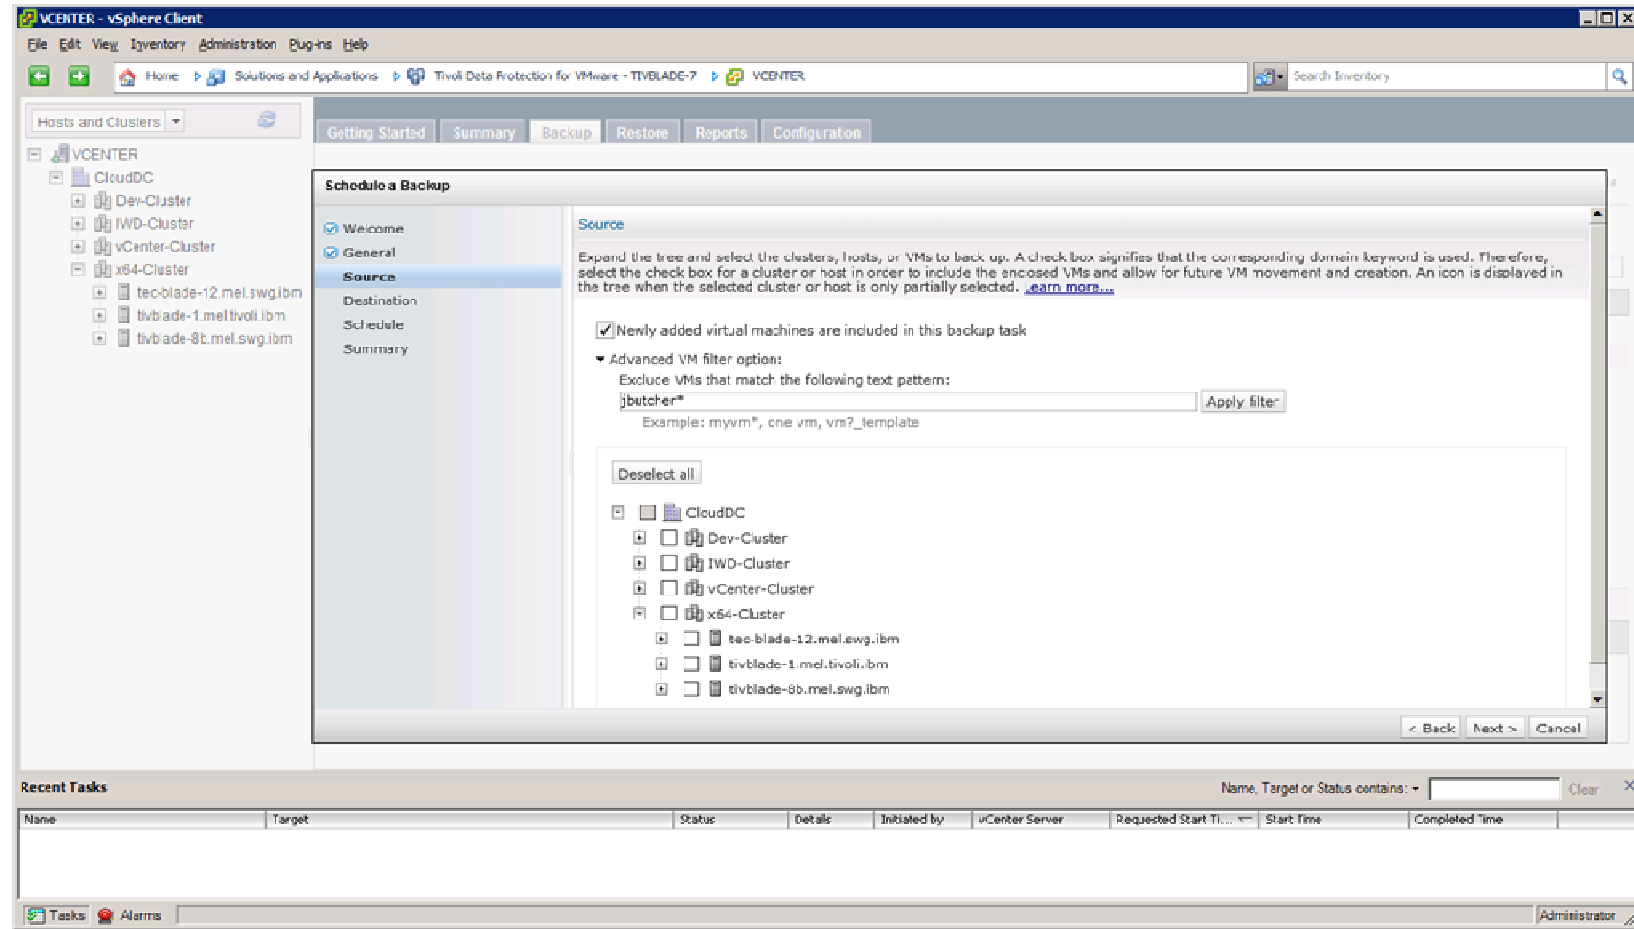 VCENTER - vSphere Client
File Edit View Inventory Administration Plug-ins Help
Home Solutions and Applications Tivoli Data Protection for VMware - TIVBLADE-7 VCENTER Search Inventory
Hosts and Clusters
Getting Started Summary Backup Restore Reports Configuration
VCENTER
CloudDC
Dev-Cluster
IWD-Cluster
vCenter-Cluster
x64-Cluster
tec-blade-12.mel.swg.ibm
tivblade-1.mel.tivoli.ibm
tivblade-8b.mel.swg.ibm
Schedule a Backup
Welcome
General
Source
Destination
Schedule
Summary
Source
Expand the tree and select the clusters, hosts, or VMs to back up. A check box signifies that the corresponding domain keyword is used. Therefore,
select the check box for a cluster or host in order to include the enclosed VMs and allow for future VM movement and creation. An icon is displayed in
the tree when the selected cluster or host is only partially selected. Learn more...
Newly added virtual machines are included in this backup task
Advanced VM filter option:
Exclude VMs that match the following text pattern:
jbutcher*
Apply filter
Example: myvm*, one vm, vm?_template
Deselect all
CloudDC
Dev-Cluster
IWD-Cluster
vCenter-Cluster
x64-Cluster
tec-blade-12.mel.swg.ibm
tivblade-1.mel.tivoli.ibm
tivblade-8b.mel.swg.ibm
< Back Next > Cancel
Recent Tasks
Name, Target or Status contains: Clear
Name Target Status Details Initiated by vCenter Server Requested Start Ti... Start Time Completed Time
Tasks Alarms Administrator